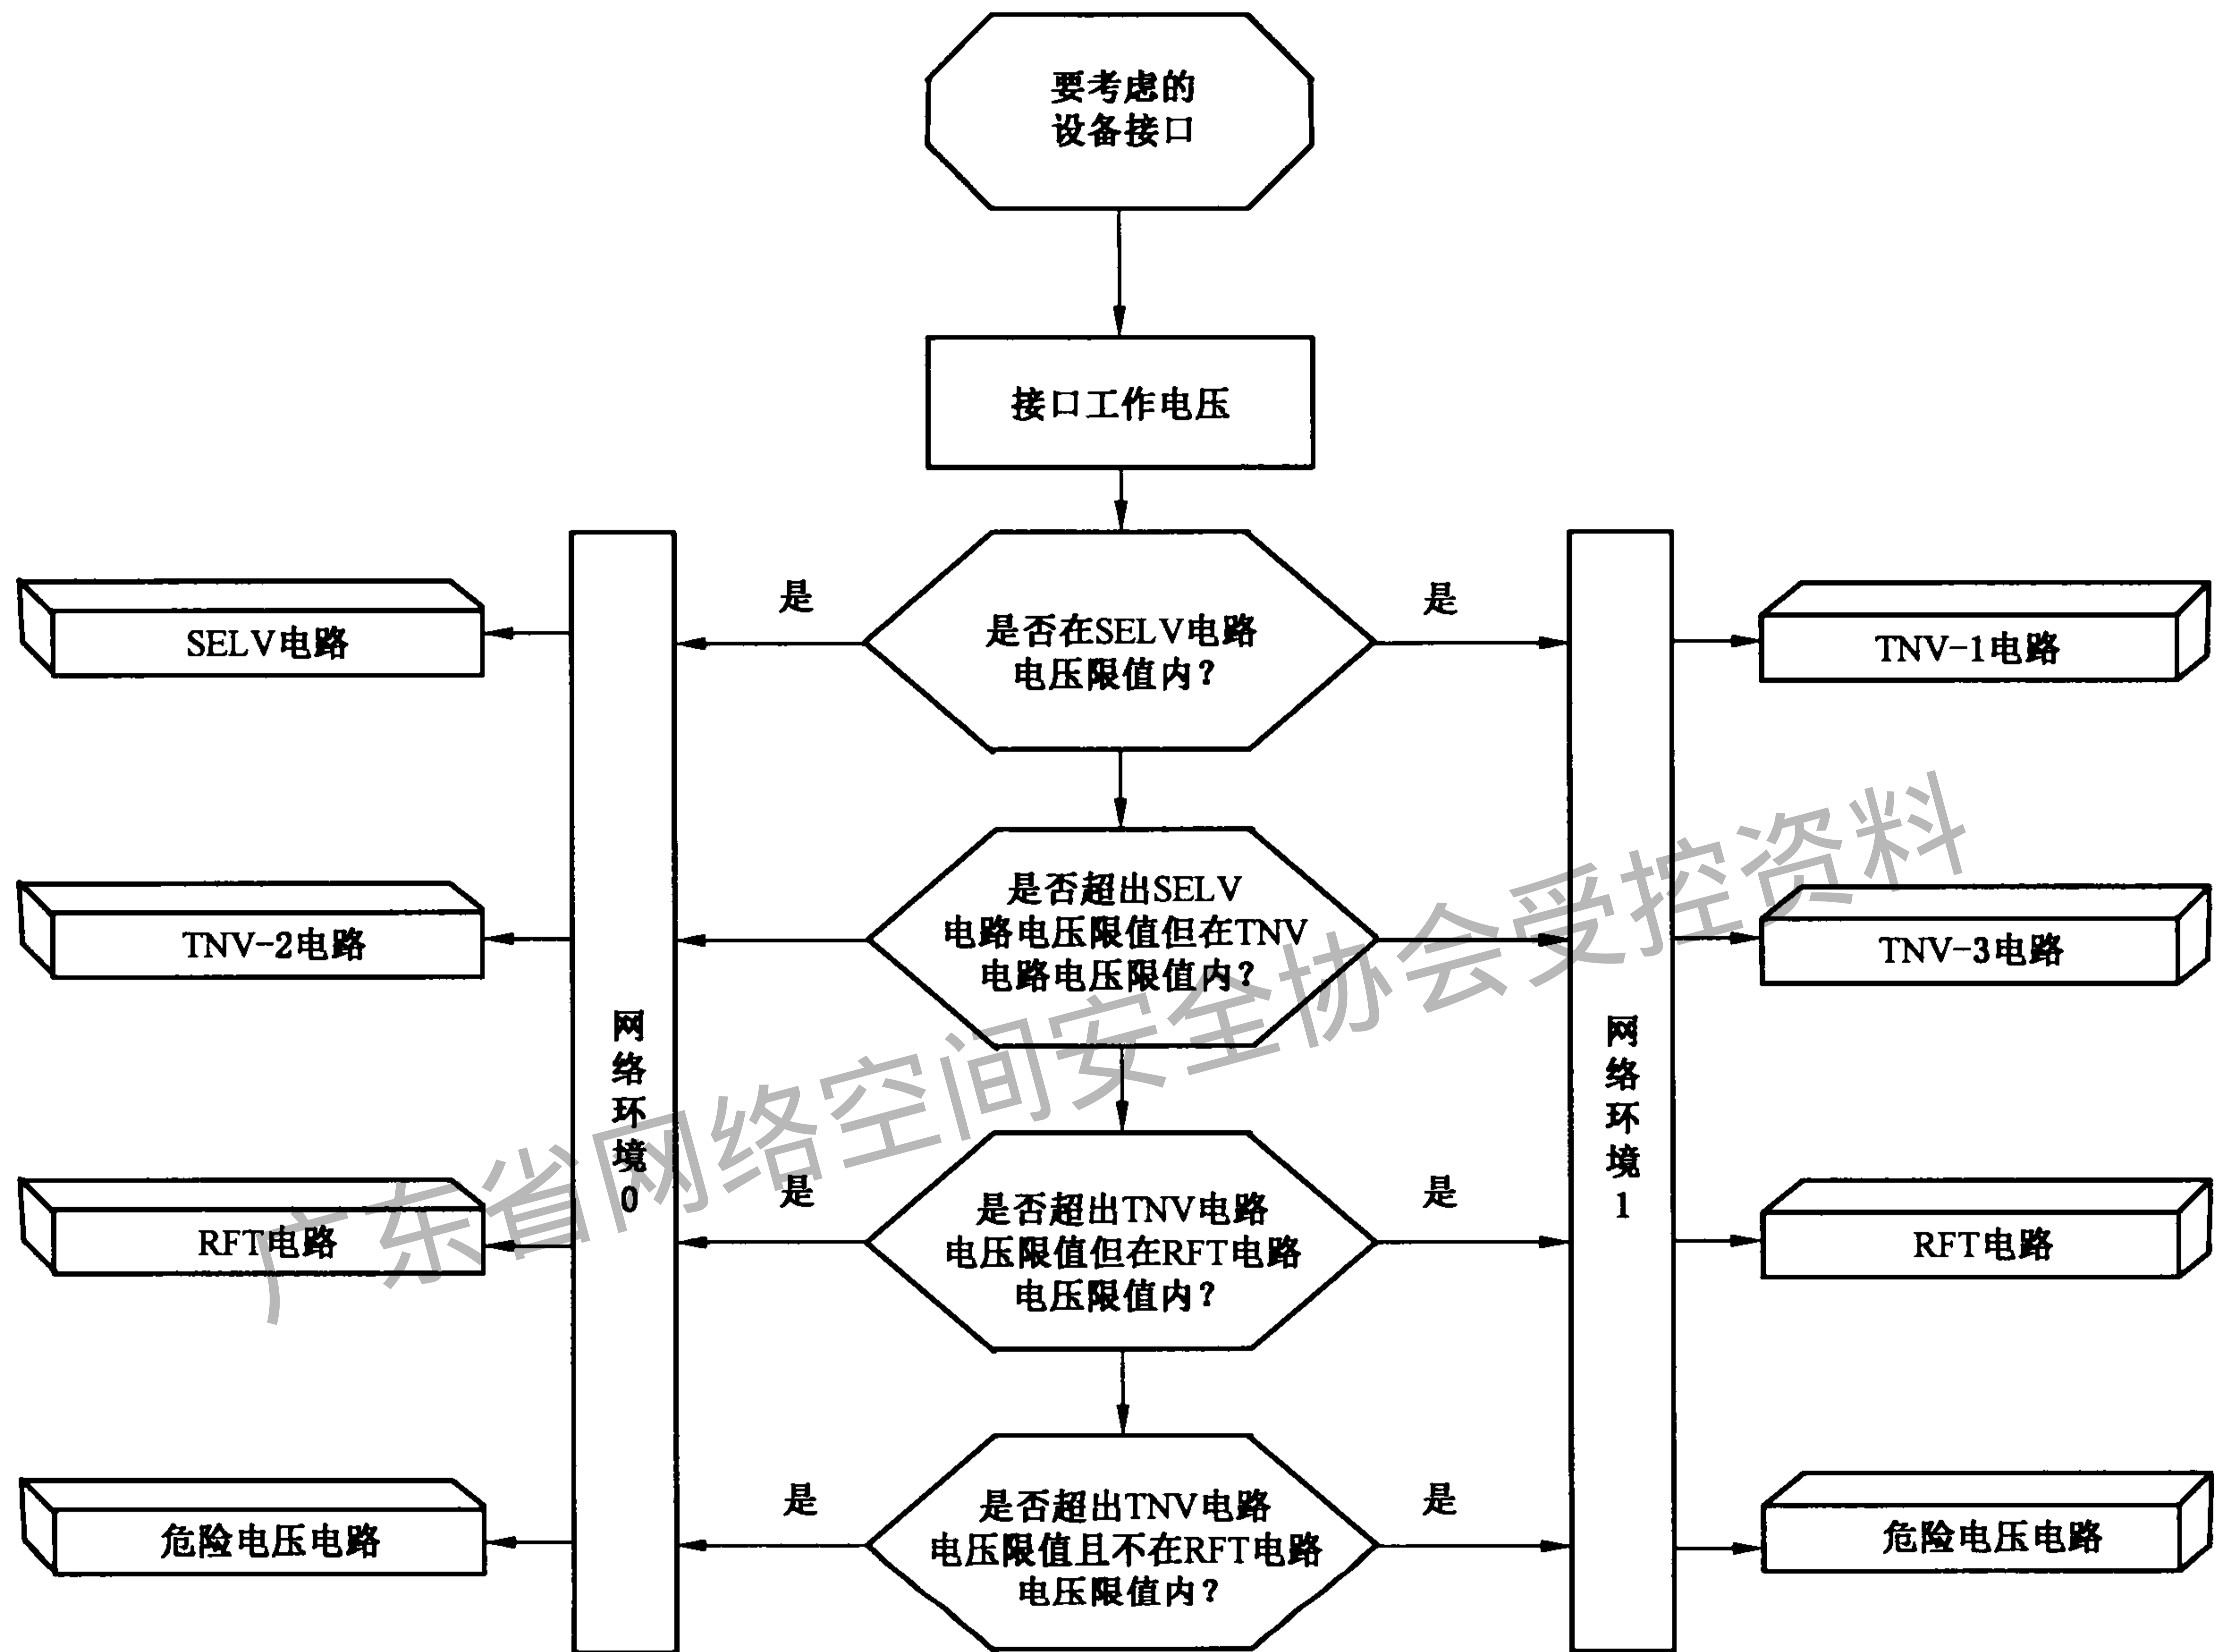 要考虑的
设备接口
接口工作电压
是
是
是否在SELV电路
电压限值内？
SELV电路
TNV-1电路
是否超出SELV
电路电压限值但在TNV
电路电压限值内？
TNV-2电路
TNV-3电路
网
络
环
境
0
网
络
环
境
1
是
是
是否超出TNV电路
电压限值但在RFT电路
电压限值内？
RFT电路
RFT电路
是
是
是否超出TNV电路
电压限值且不在RFT电路
电压限值内？
危险电压电路
危险电压电路
广东省网络空间安全协会受控资料